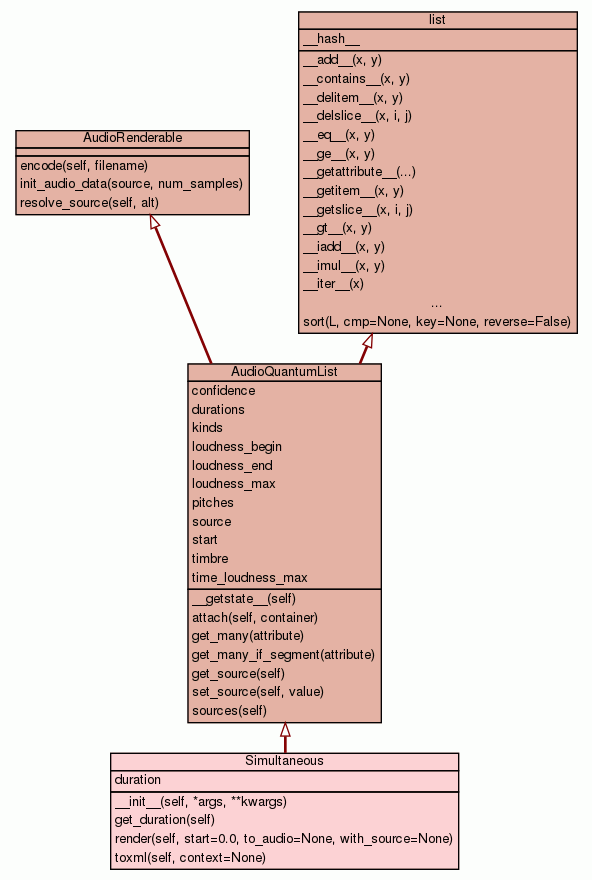 list
__hash__
__add__(x, y)
__contains__(x, y)
__delitem__(x, y)
__delslice__(x, i, j)
__eq__(x, y)
__ge__(x, y)
__getattribute__(...)
__getitem__(x, y)
__getslice__(x, i, j)
__gt__(x, y)
__iadd__(x, y)
__imul__(x, y)
__iter__(x)
...
sort(L, cmp=None, key=None, reverse=False)
AudioRenderable
encode(self, filename)
init_audio_data(source, num_samples)
resolve_source(self, alt)
AudioQuantumList
confidence
durations
kinds
loudness_begin
loudness_end
loudness_max
pitches
source
start
timbre
time_loudness_max
__getstate__(self)
attach(self, container)
get_many(attribute)
get_many_if_segment(attribute)
get_source(self)
set_source(self, value)
sources(self)
Simultaneous
duration
__init__(self, *args, **kwargs)
get_duration(self)
render(self, start=0.0, to_audio=None, with_source=None)
toxml(self, context=None)